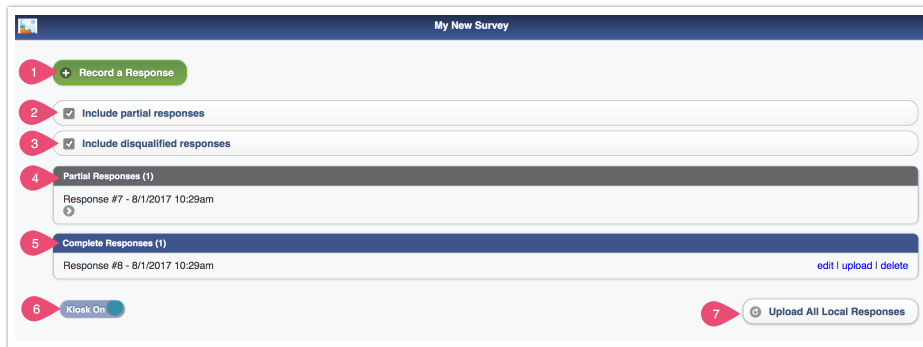 My New Survey
1 Record a Response
2 Include partial responses
3 Include disqualified responses
4 Partial Responses (1)
Response #7 - 8/1/2017 10:29am
5 Complete Responses (1)
Response #8 - 8/1/2017 10:29am edit | upload | delete
6 Kiosk On
7 Upload All Local Responses